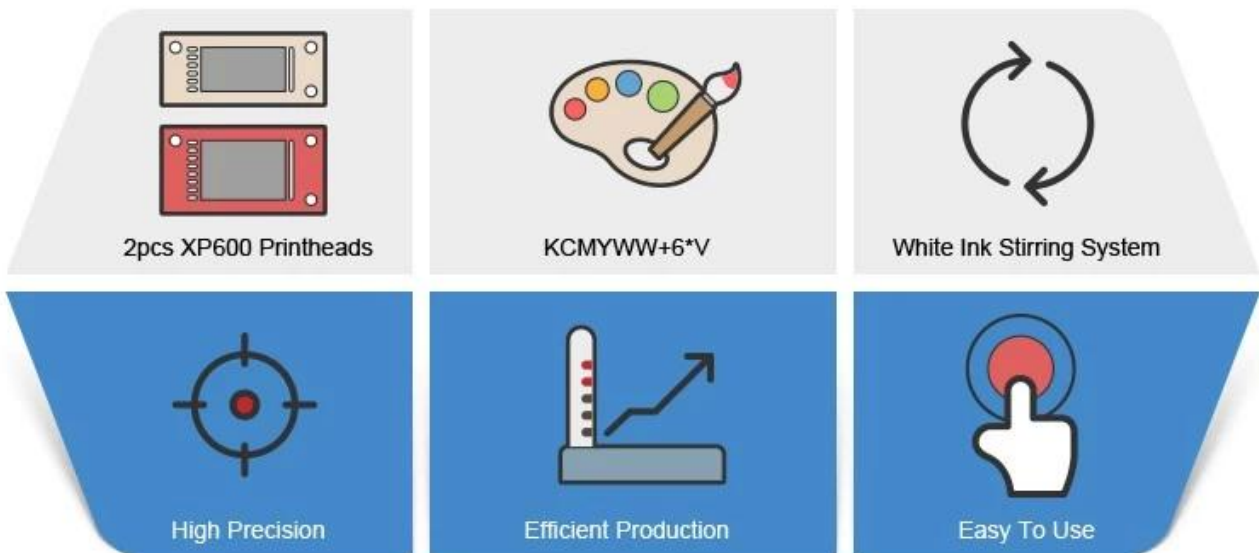 2pcs XP600 Printheads
KCMYWW+6*V
White Ink Stirring System
High Precision
Efficient Production
Easy To Use